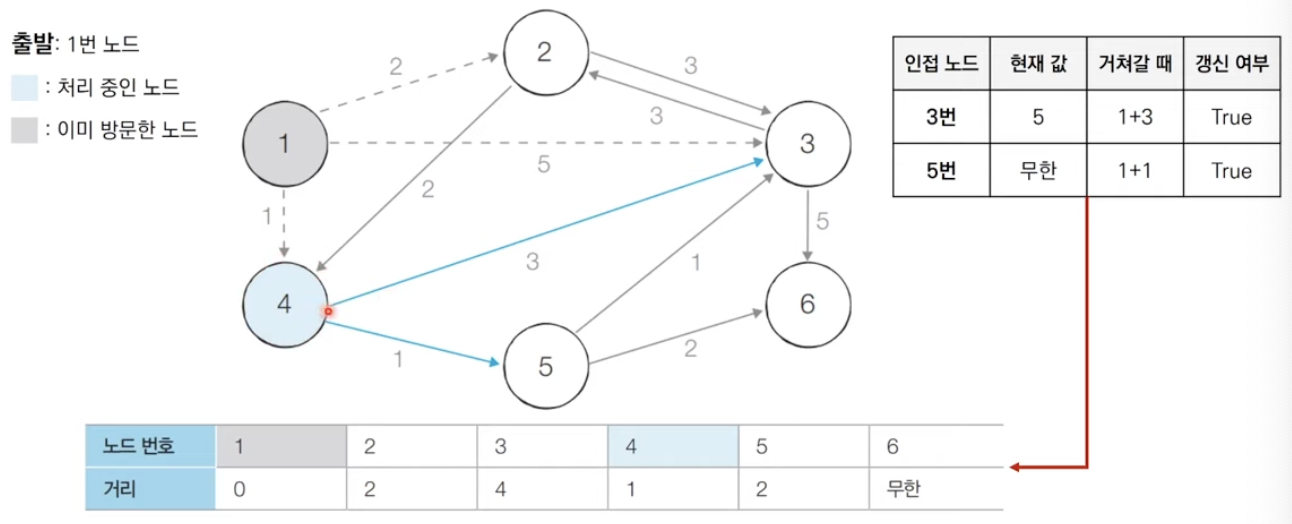 출발: 1번 노드
: 처리 중인 노드
: 이미 방문한 노드
2
2
3
3
1
5
3
1
2
5
1
4
3
1
6
5
1
2
인접 노드 현재 값 거쳐갈 때 갱신 여부
3번 5 1+3 True
5번 무한 1+1 True
노드 번호 1 2 3 4 5 6
거리 0 2 4 1 2 무한